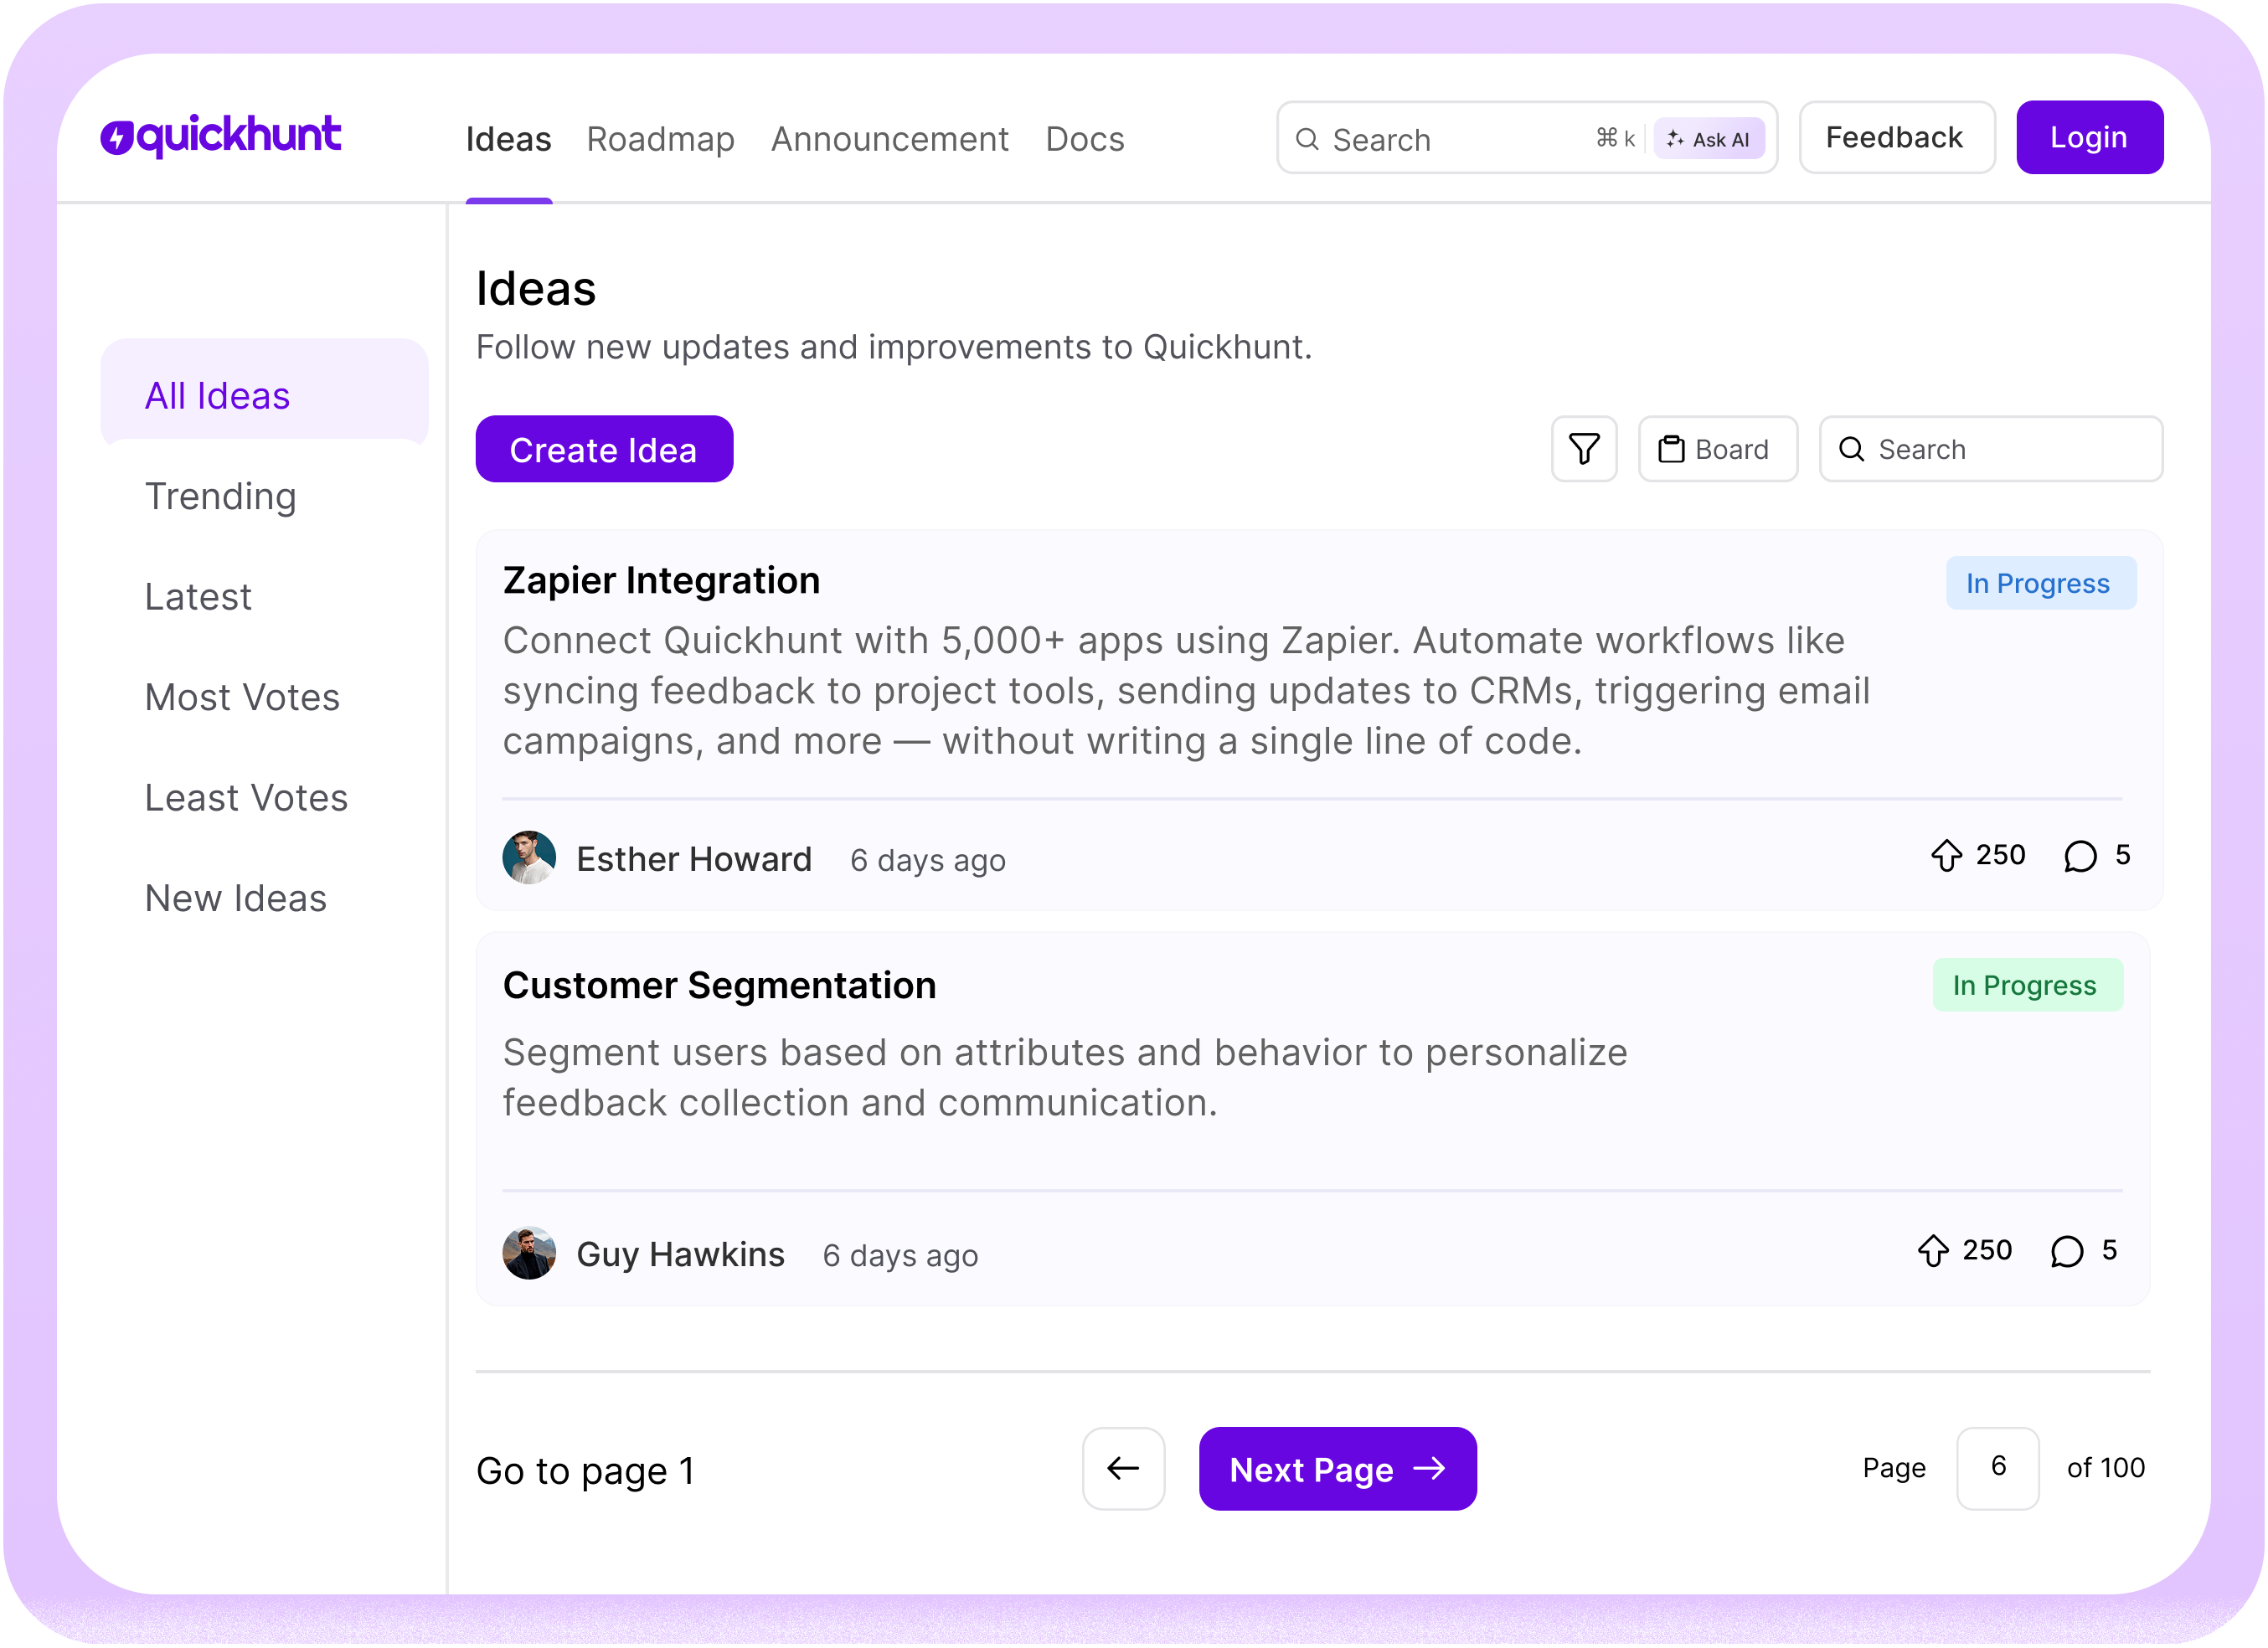 quickhunt
Ideas Roadmap Announcement Docs
Search ⌘ k Ask AI
Feedback
Login
Ideas
Follow new updates and improvements to Quickhunt.
All Ideas
Trending
Latest
Most Votes
Least Votes
New Ideas
Create Idea
Board
Search
Zapier Integration
In Progress
Connect Quickhunt with 5,000+ apps using Zapier. Automate workflows like
syncing feedback to project tools, sending updates to CRMs, triggering email
campaigns, and more — without writing a single line of code.
Esther Howard 6 days ago
250 5
Customer Segmentation
In Progress
Segment users based on attributes and behavior to personalize
feedback collection and communication.
Guy Hawkins 6 days ago
250 5
Go to page 1
Next Page
Page 6 of 100